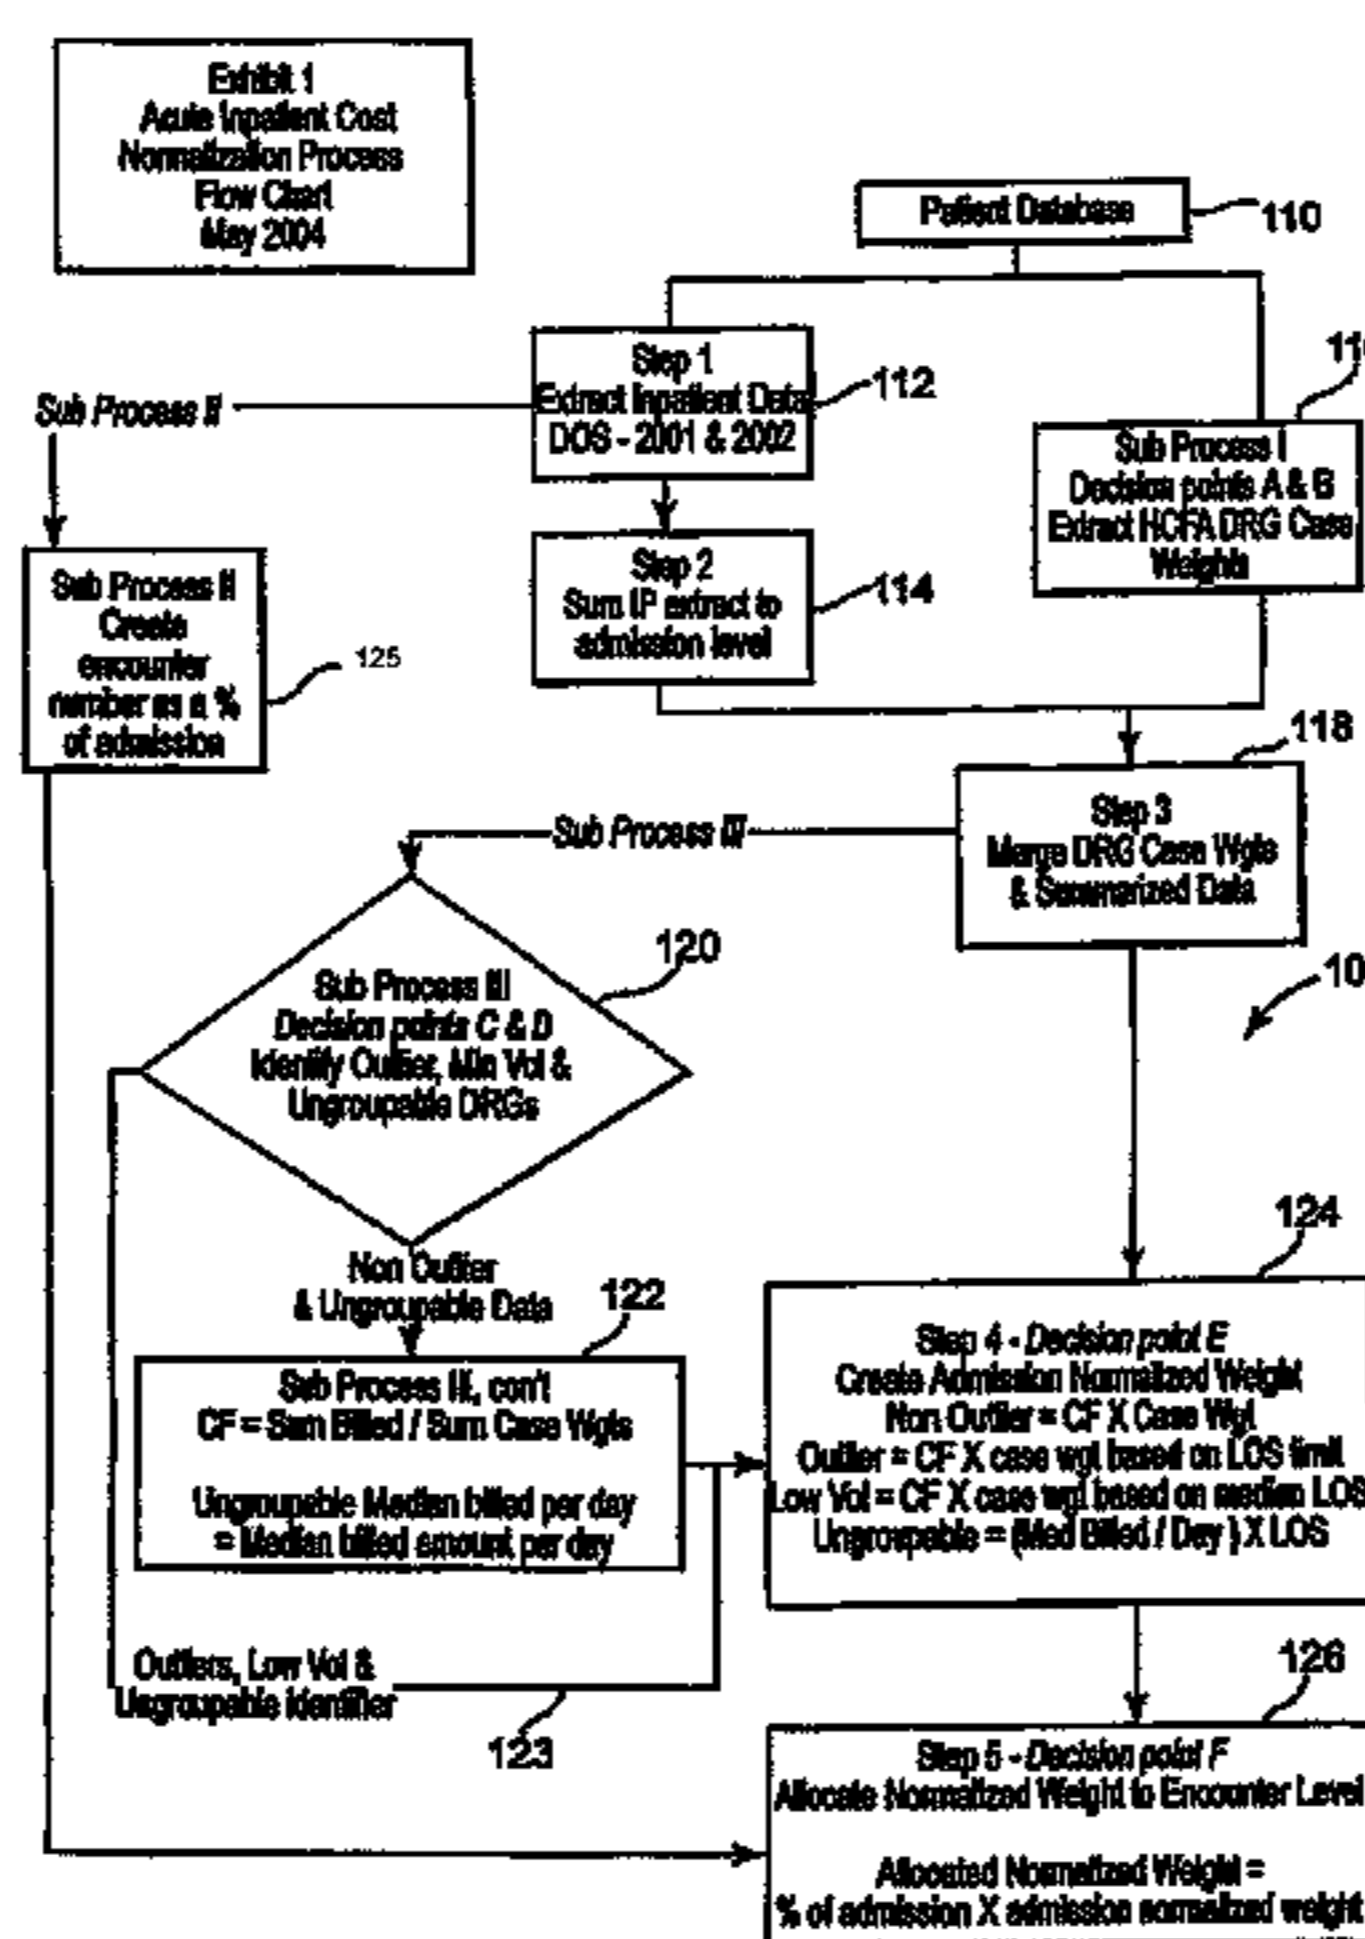 Exhibit 1
Acute Inpatient Cost
Normalization Process
Flow Chart
May 2004
Patient Database
110
Step 1
Extract Inpatient Data
DOS - 2001 & 2002
112
Sub Process II
Sub Process I
Decision points A & B
Extract HCFA DRG Case
Weights
Step 2
Sum IP extract to
admission level
114
Sub Process II
Create
encounter
number as a %
of admission
125
118
Step 3
Merge DRG Case Wgts
& Summarized Data
Sub Process III
120
Sub Process III
Decision points C & D
Identify Outlier, Min Vol &
Ungroupable DRGs
10
Non Outlier
& Ungroupable Data
122
Sub Process III, con't
CF = Sum Billed / Sum Case Wgts
Ungroupable Median billed per day
= Median billed amount per day
124
Step 4 - Decision point E
Create Admission Normalized Weight
Non Outlier = CF X Case Wgt
Outlier = CF X case wgt based on LOS limit
Low Vol = CF X case wgt based on median LOS
Ungroupable = (Med Billed / Day ) X LOS
Outliers, Low Vol &
Ungroupable identifier
123
126
Step 5 - Decision point F
Allocate Normalized Weight to Encounter Level
Allocated Normalized Weight =
% of admission X admission normalized weight